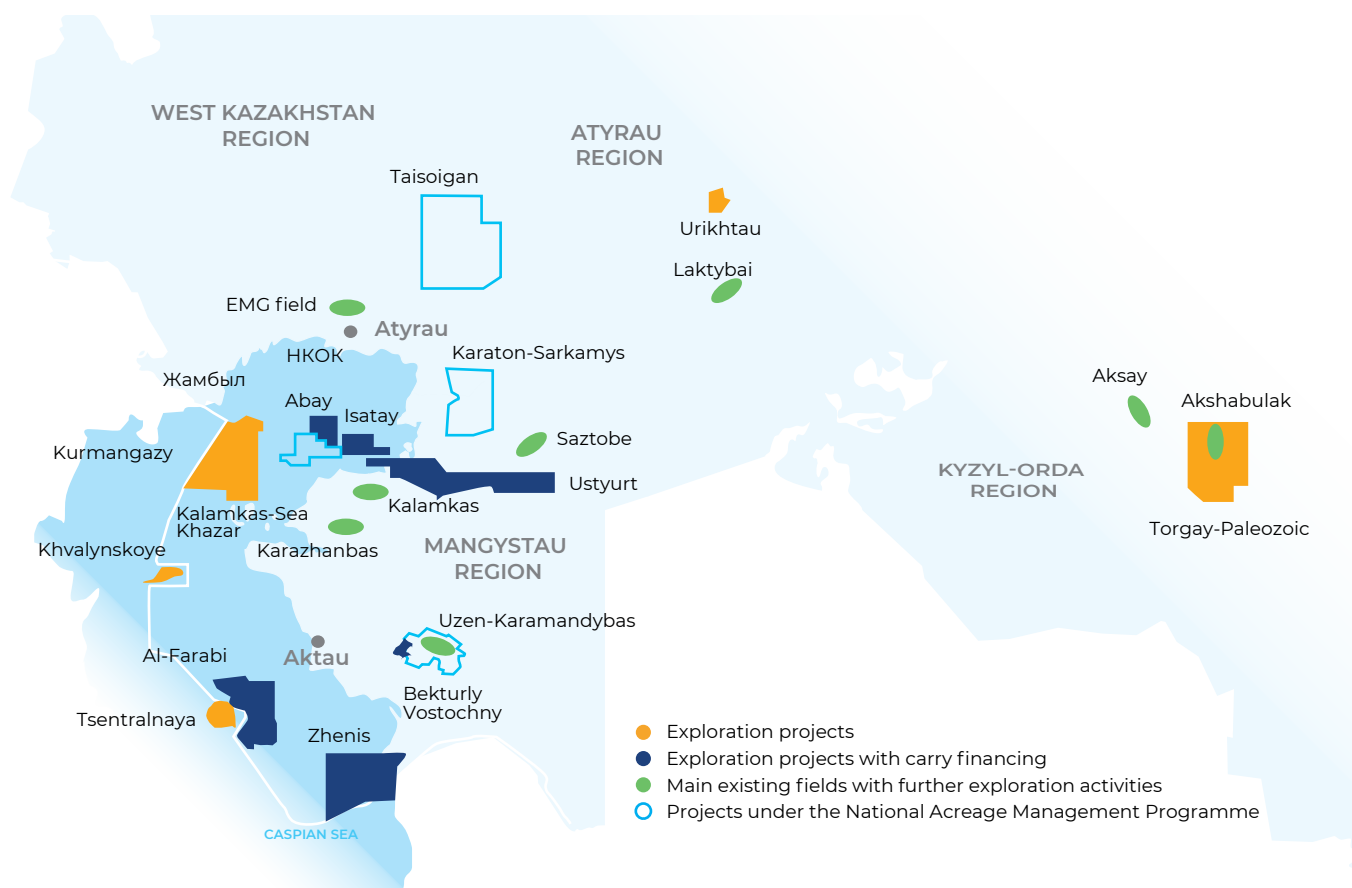 WEST KAZAKHSTAN
REGION
ATYRAU
REGION
Taisoigan
Urikhtau
Laktybai
EMG field
Atyrau
НКОК
Karaton-Sarkamys
Жамбыл
Aksay
Abay
Akshabulak
Isatay
Saztobe
Kurmangazy
KYZYL-ORDA
REGION
Ustyurt
Kalamkas
Kalamkas-Sea
Khazar
Torgay-Paleozoic
Khvalynskoye
Karazhanbas
MANGYSTAU
REGION
Uzen-Karamandybas
Al-Farabi
Aktau
Bekturly
Vostochny
Tsentralnaya
Zhenis
Exploration projects
Exploration projects with carry financing
Main existing fields with further exploration activities
Projects under the National Acreage Management Programme
CASPIAN SEA